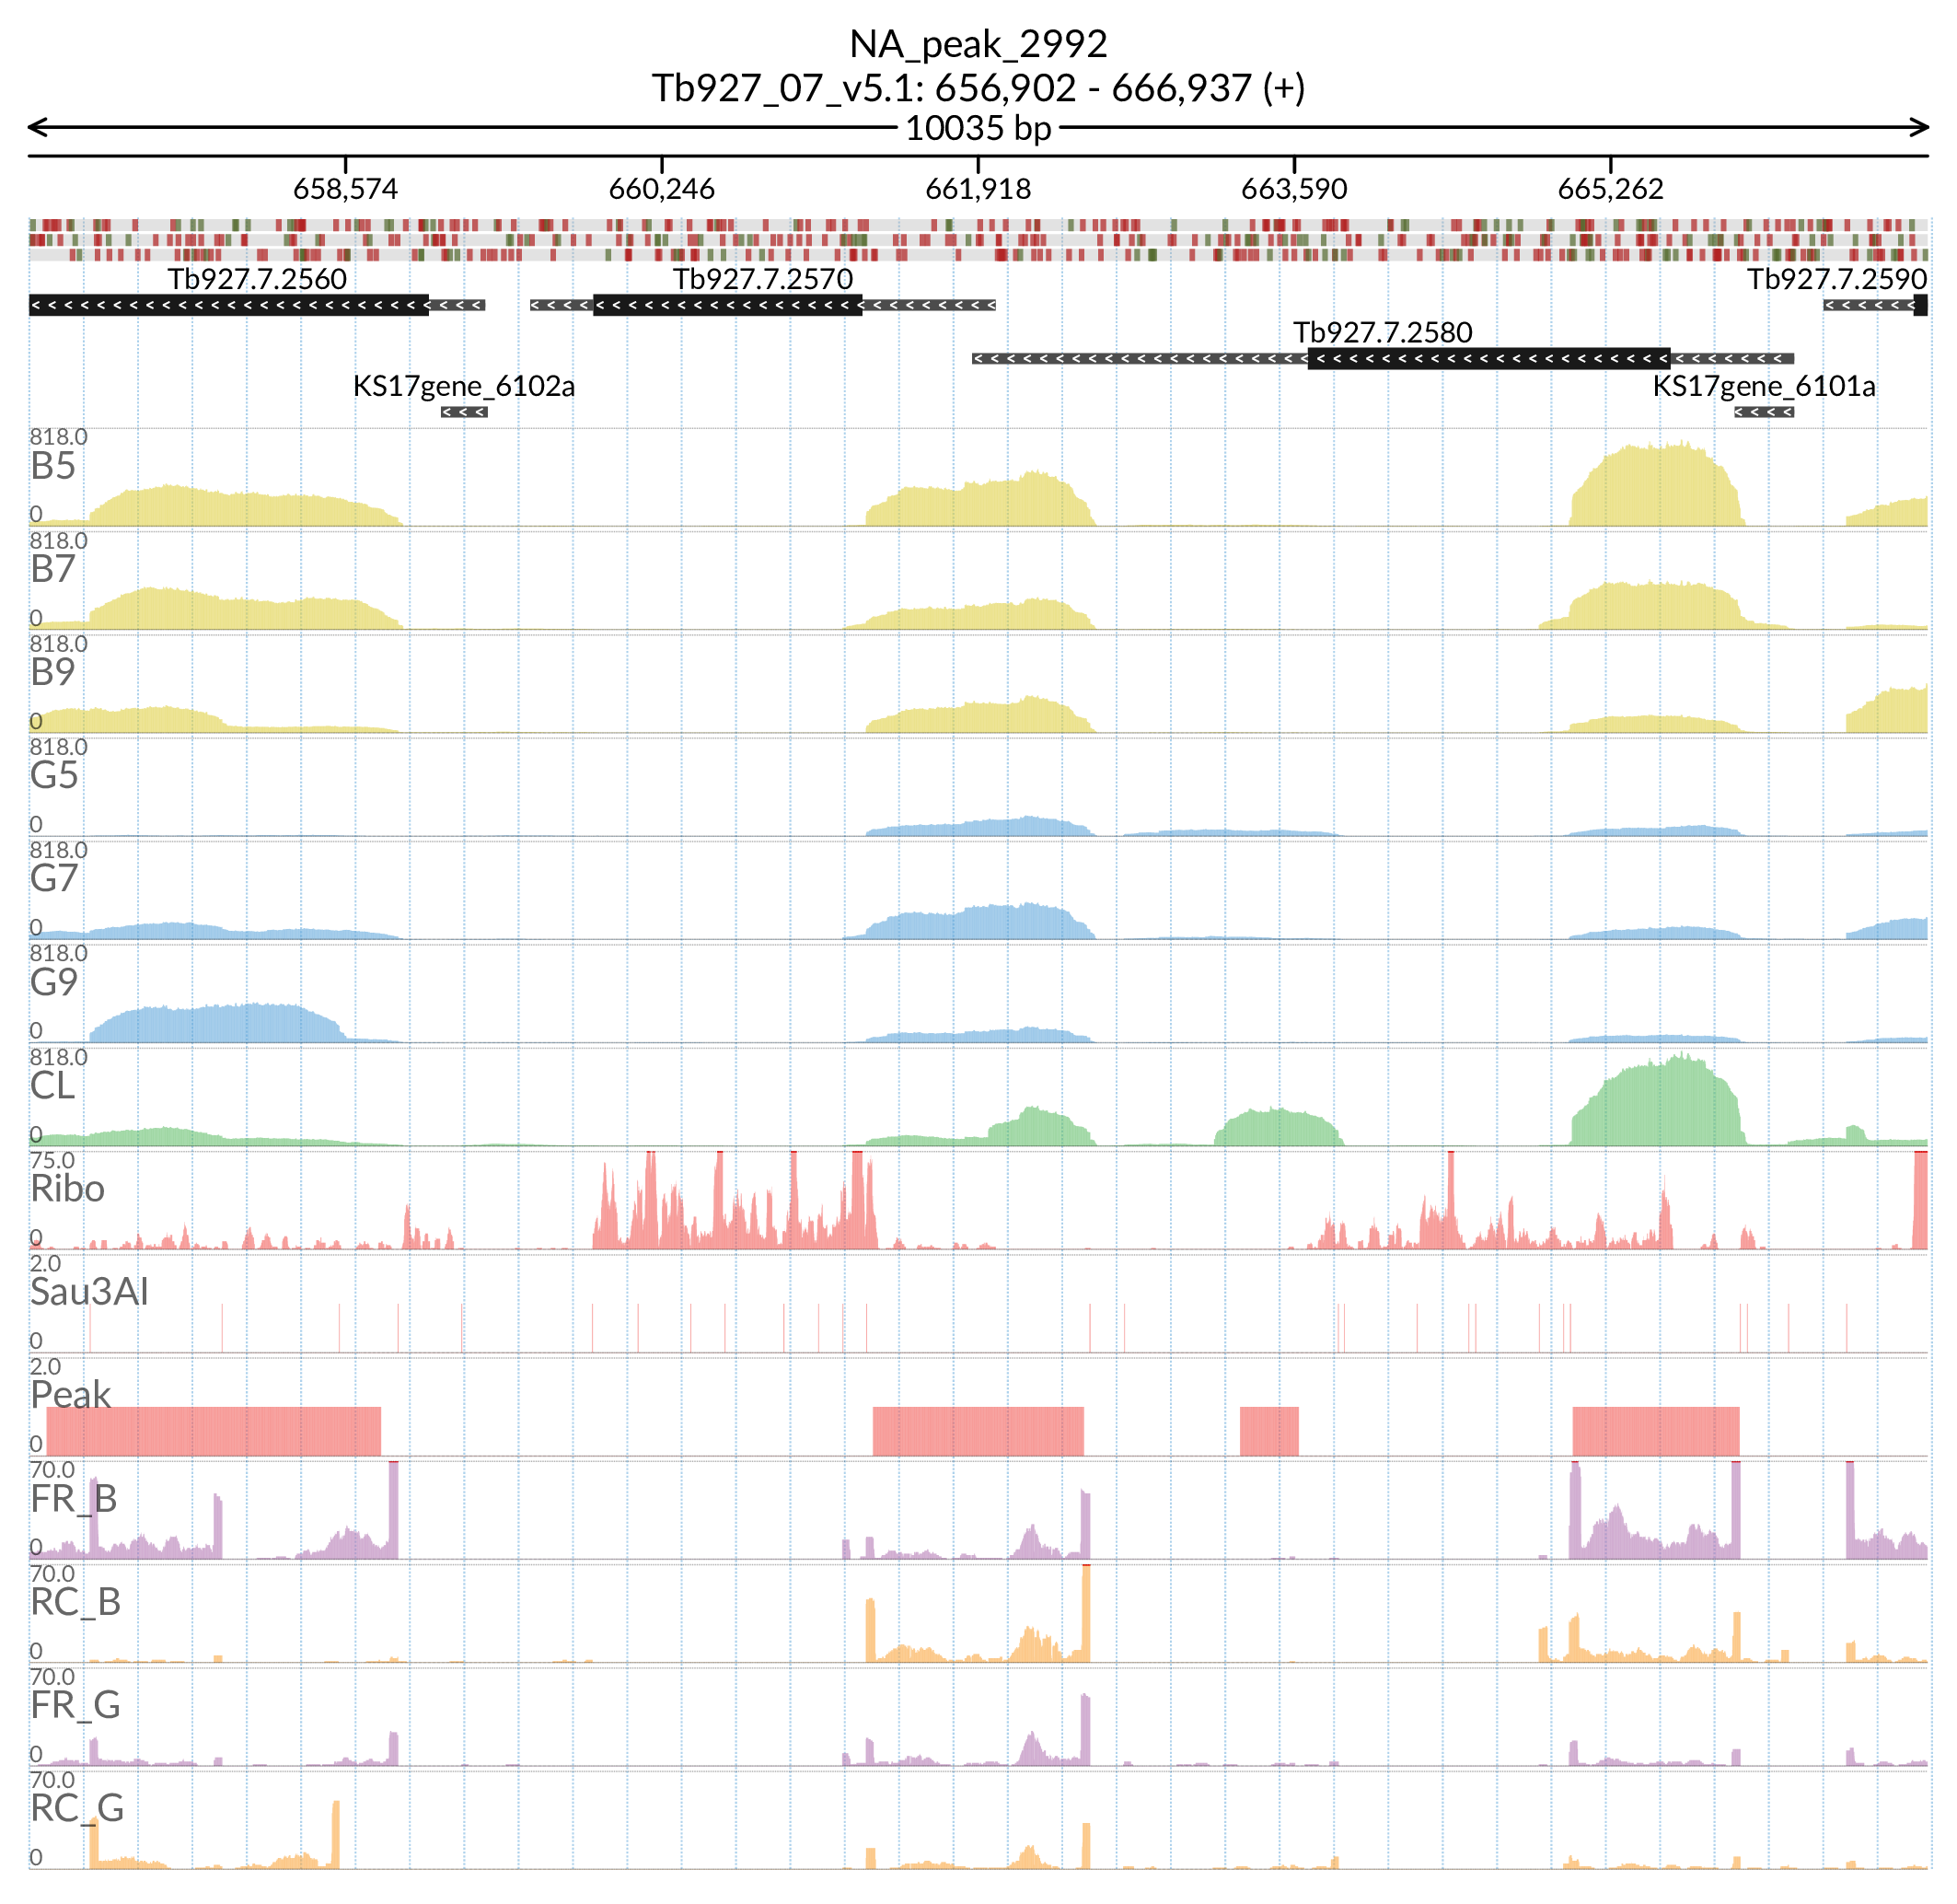 NA_peak_2992
Tb927_07_v5.1: 656,902 - 666,937 (+)
10035 bp
658,574 660,246 661,918 663,590 665,262
Tb927.7.2560 Tb927.7.2570 Tb927.7.2590
Tb927.7.2580
KS17gene_6102a KS17gene_6101a
818.0
B5
0
818.0
B7
0
818.0
B9
0
818.0
G5
0
818.0
G7
0
818.0
G9
0
818.0
CL
0
75.0
Ribo
0
2.0
Sau3AI
0
2.0
Peak
0
70.0
FR_B
0
70.0
RC_B
0
70.0
FR_G
0
70.0
RC_G
0